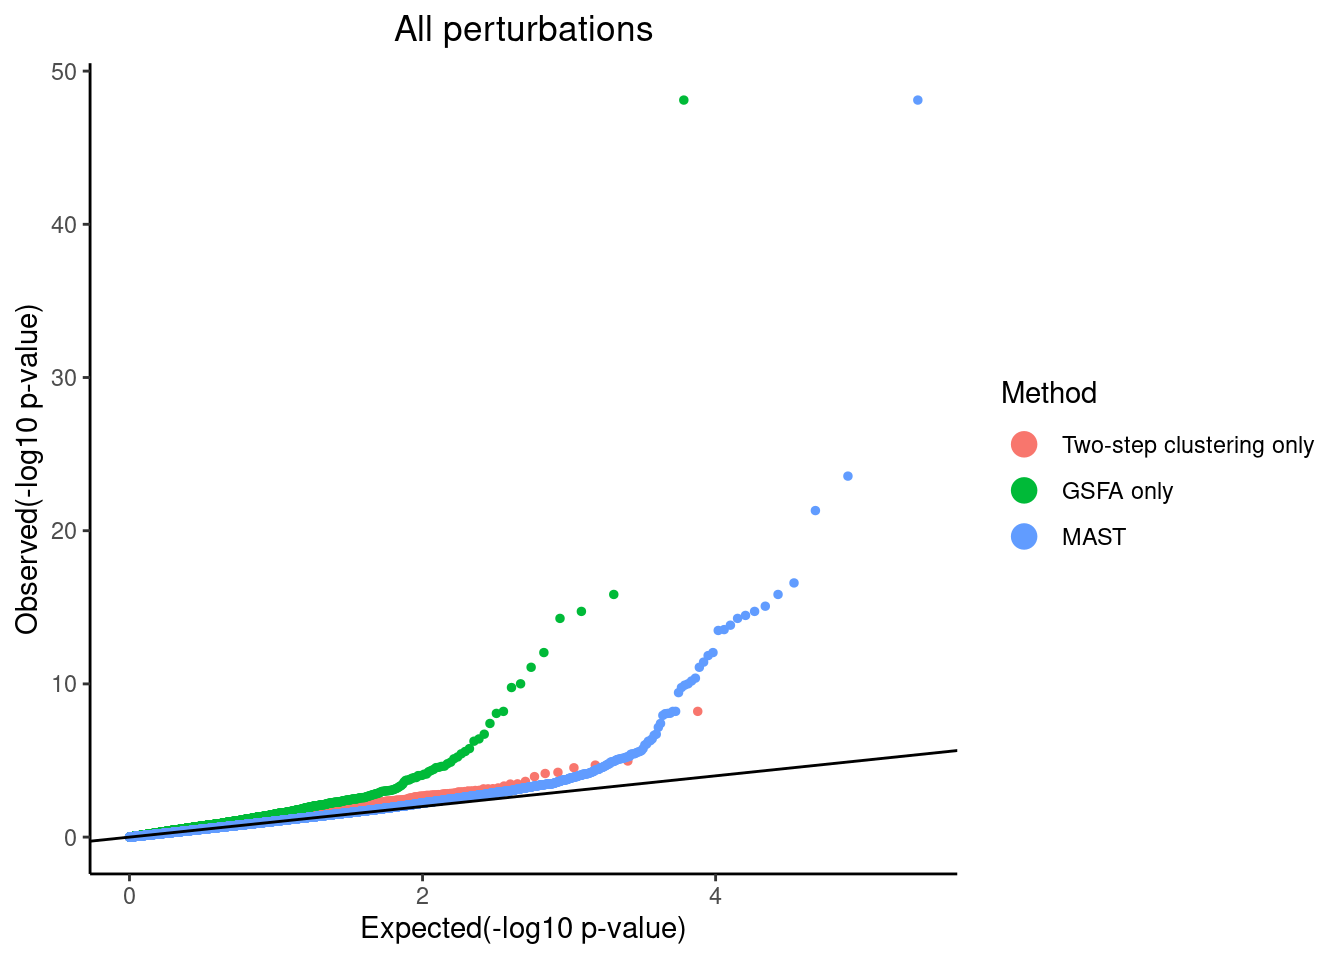 All perturbations
50
40
30
20
10
0
Observed(-log10 p-value)
0
2
4
Expected(-log10 p-value)
Method
Two-step clustering only
GSFA only
MAST